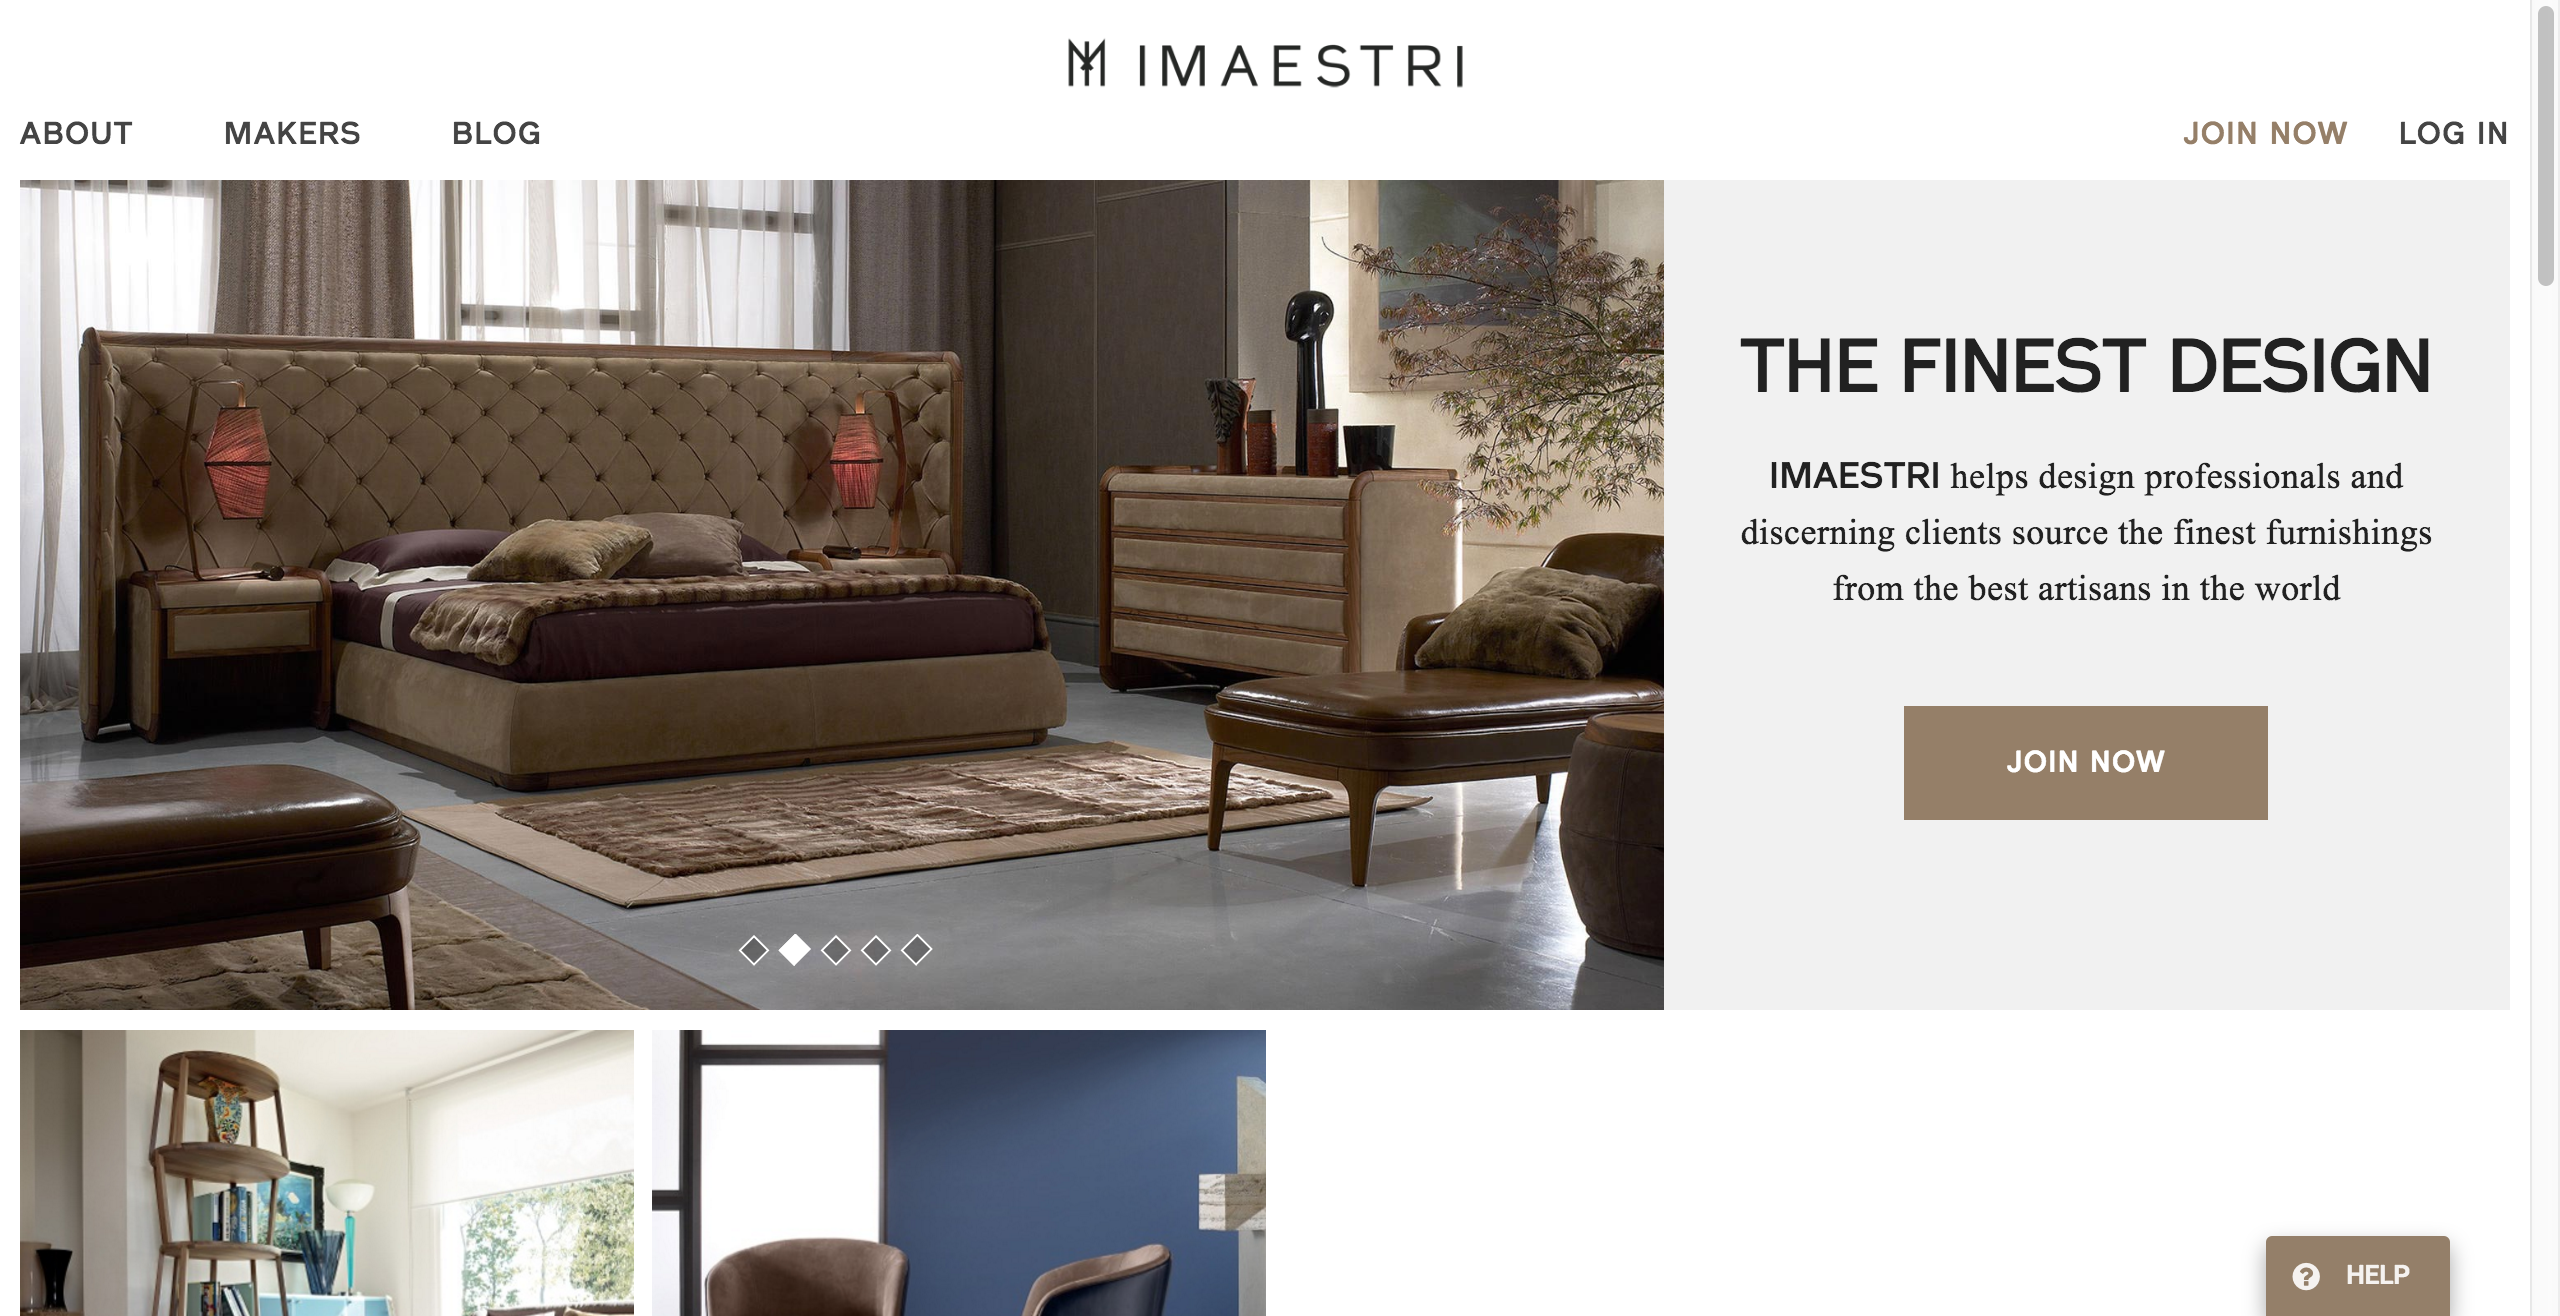 IMAESTRI
ABOUT MAKERS BLOG JOIN NOW LOG IN
THE FINEST DESIGN
IMAESTRI helps design professionals and
discerning clients source the finest furnishings
from the best artisans in the world
JOIN NOW
HELP